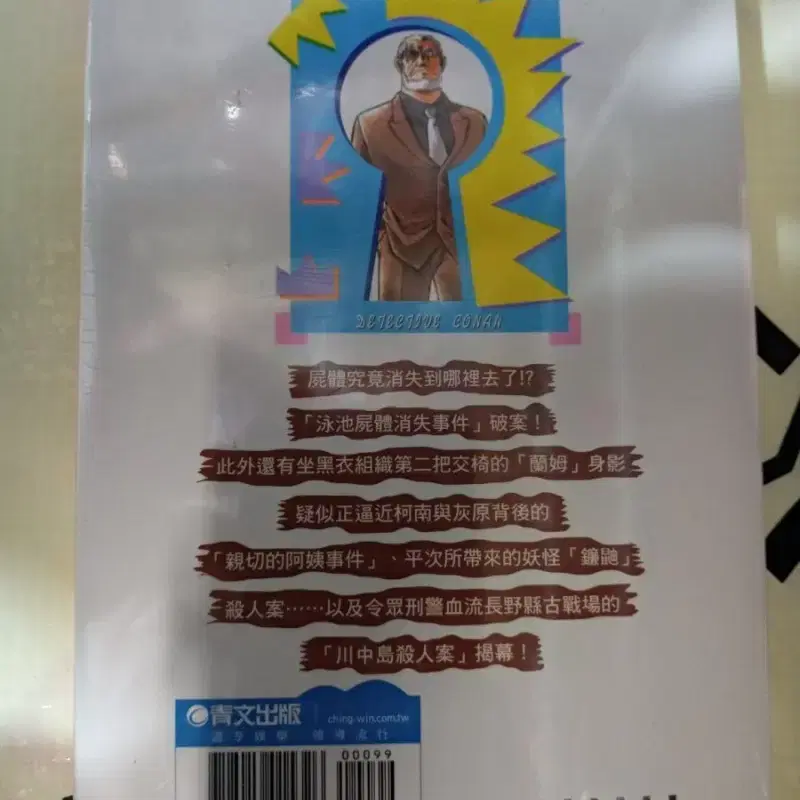 DETECTIVE CONAN
屍體究竟消失到哪裡去了!?
「泳池屍體消失事件」破案！
此外還有坐黑衣組織第二把交椅的「蘭姆」身影
疑似正逼近柯南與灰原背後的
「親切的阿姨事件」、平次所帶來的妖怪「鐮鼬」
殺人案……以及令眾刑警血流長野縣古戰場的
「川中島殺人案」揭幕！
青文出版 ching-win.com.tw
00099